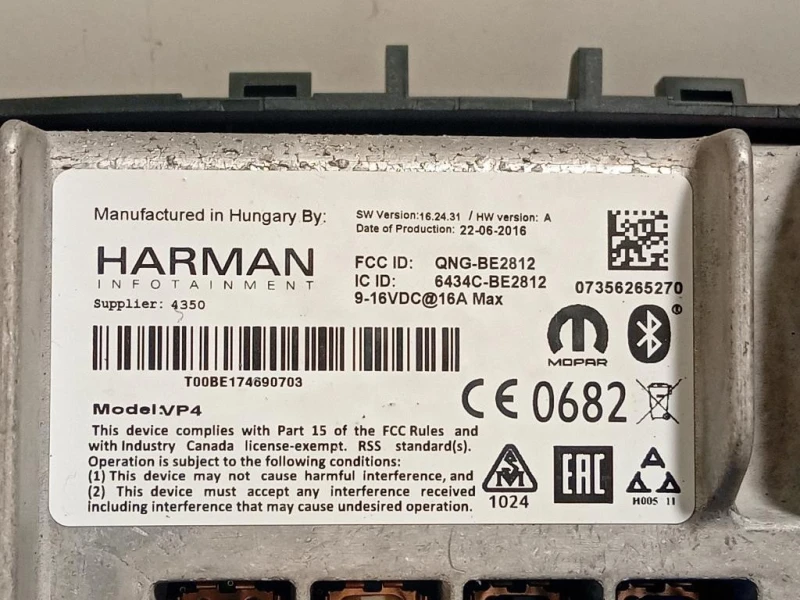 Manufactured in Hungary By:
HARMAN
INFOTAINMENT
Supplier: 4350
SW Version:16.24.31 / HW version: A
Date of Production: 22-06-2016
FCC ID: QNG-BE2812
IC ID: 6434C-BE2812
9-16VDC@16A Max
07356265270
MOPAR
T00BE174690703
CE 0682
Model:VP4
This device complies with Part 15 of the FCC Rules and
with Industry Canada license-exempt. RSS standard(s).
Operation is subject to the following conditions:
(1) This device may not cause harmful interference, and
(2) This device must accept any interference received
including interference that may cause undesired operation.
1024
EAC
H005 11